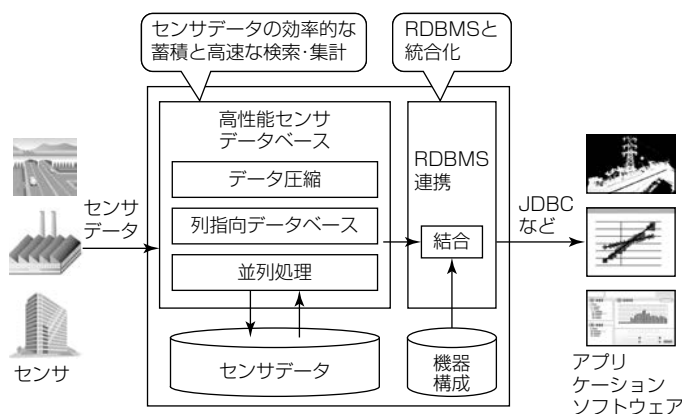 センサデータの効率的な
蓄積と高速な検索・集計
RDBMSと
統合化
高性能センサ
データベース
データ圧縮
列指向データベース
並列処理
RDBMS
連携
結合
センサ
データ
JDBC
など
センサデータ
機器
構成
センサ
アプリ
ケーション
ソフトウェア